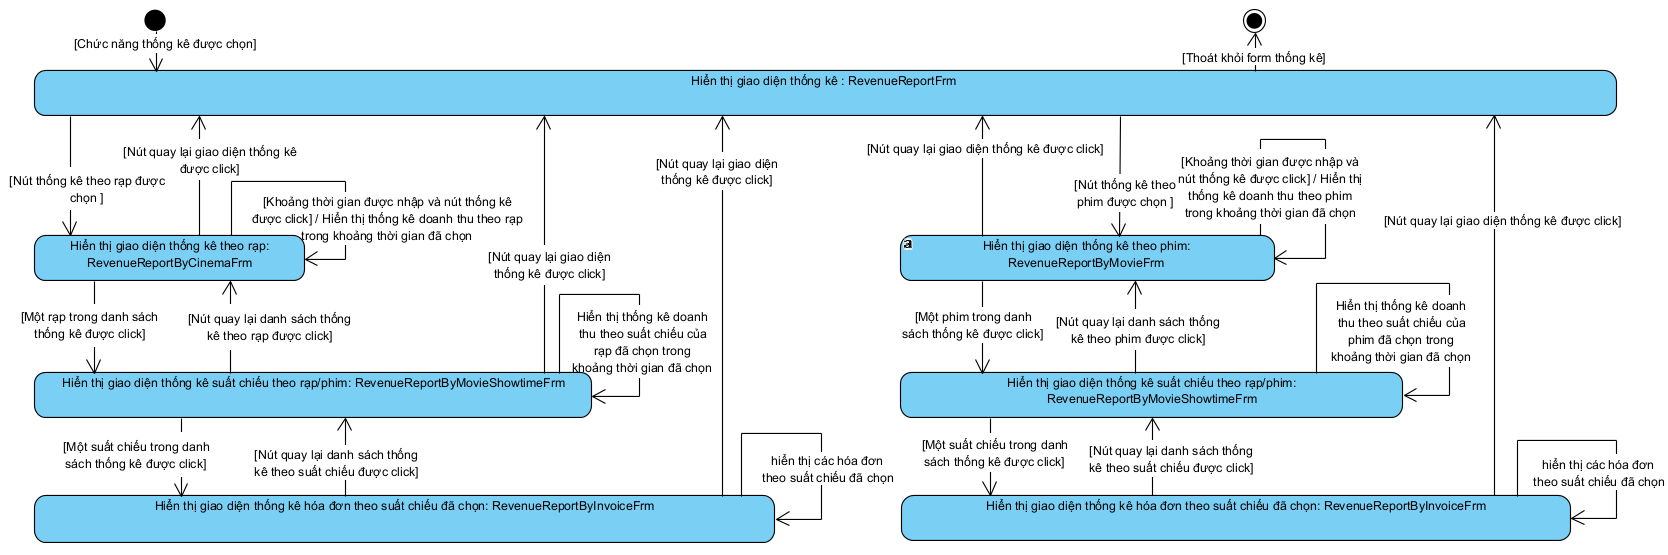 [Chức năng thống kê được chọn]
[Thoát khỏi form thống kê]
Hiển thị giao diện thống kê : RevenueReportFrm
[Nút thống kê theo rạp được
chọn ]
[Nút quay lại giao diện thống kê
được click]
[Khoảng thời gian được nhập và nút thống kê
được click] / Hiển thị thống kê doanh thu theo rạp
trong khoảng thời gian đã chọn
[Nút quay lại giao diện
thống kê được click]
[Nút quay lại giao diện
thống kê được click]
[Nút quay lại giao diện thống kê được click]
[Nút thống kê theo
phim được chọn ]
[Khoảng thời gian được nhập và
nút thống kê được click] / Hiển thị
thống kê doanh thu theo phim
trong khoảng thời gian đã chọn
[Nút quay lại giao diện thống kê được click]
Hiển thị giao diện thống kê theo rạp:
RevenueReportByCinemaFrm
a
Hiển thị giao diện thống kê theo phim:
RevenueReportByMovieFrm
[Một rạp trong danh sách
thống kê được click]
[Nút quay lại danh sách thống
kê theo rạp được click]
Hiển thị thống kê doanh
thu theo suất chiếu của
rạp đã chọn trong
khoảng thời gian đã chọn
[Một phim trong danh
sách thống kê được click]
[Nút quay lại danh sách thống
kê theo phim được click]
Hiển thị thống kê doanh
thu theo suất chiếu của
phim đã chọn trong
khoảng thời gian đã chọn
Hiển thị giao diện thống kê suất chiếu theo rạp/phim: RevenueReportByMovieShowtimeFrm
Hiển thị giao diện thống kê suất chiếu theo rạp/phim:
RevenueReportByMovieShowtimeFrm
[Một suất chiếu trong danh
sách thống kê được click]
[Nút quay lại danh sách thống
kê theo suất chiếu được click]
hiển thị các hóa đơn
theo suất chiếu đã chọn
[Một suất chiếu trong danh
sách thống kê được click]
[Nút quay lại danh sách thống
kê theo suất chiếu được click]
hiển thị các hóa đơn
theo suất chiếu đã chọn
Hiển thị giao diện thống kê hóa đơn theo suất chiếu đã chọn: RevenueReportByInvoiceFrm
Hiển thị giao diện thống kê hóa đơn theo suất chiếu đã chọn: RevenueReportByInvoiceFrm